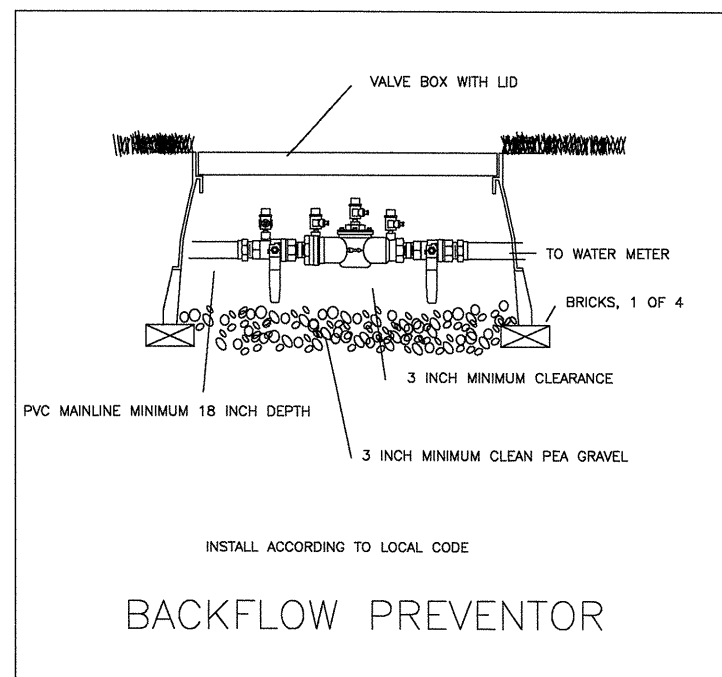 VALVE BOX WITH LID
TO WATER METER
BRICKS, 1 OF 4
3 INCH MINIMUM CLEARANCE
PVC MAINLINE MINIMUM 18 INCH DEPTH
3 INCH MINIMUM CLEAN PEA GRAVEL
INSTALL ACCORDING TO LOCAL CODE
BACKFLOW PREVENTOR